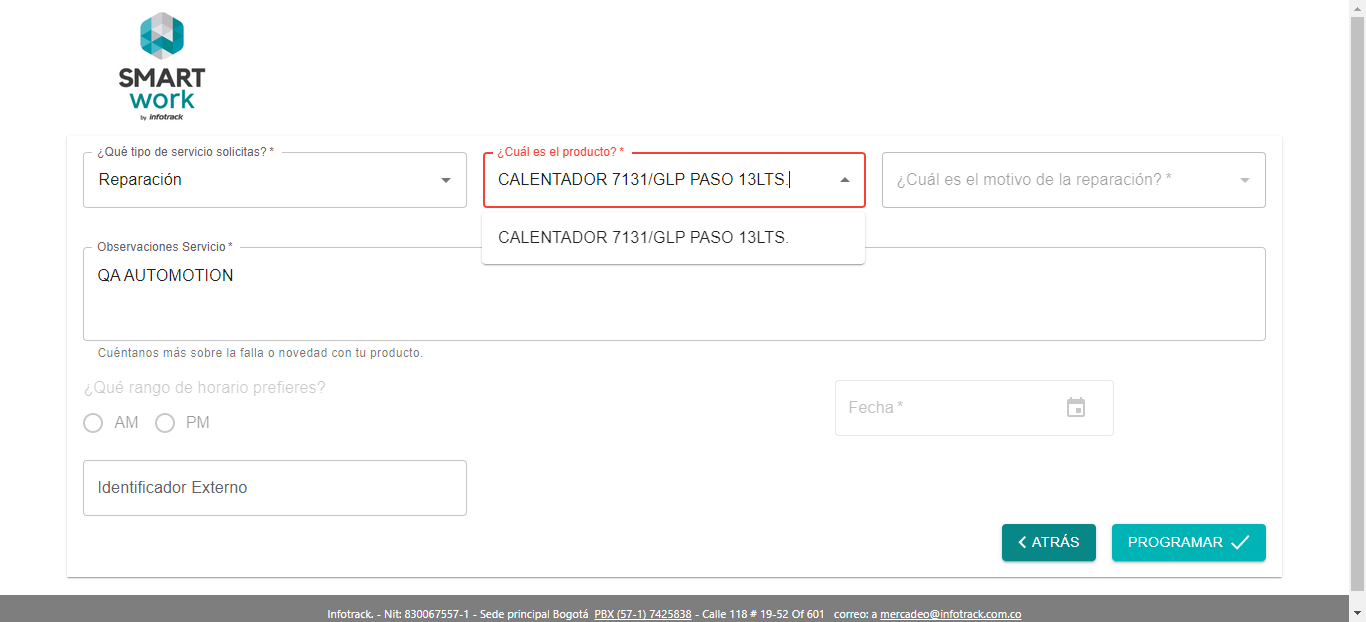 SMART
work
by infotrack
¿Qué tipo de servicio solicitas? *
Reparación
¿Cuál es el producto? *
CALENTADOR 7131/GLP PASO 13LTS.
¿Cuál es el motivo de la reparación? *
CALENTADOR 7131/GLP PASO 13LTS.
Observaciones Servicio *
QA AUTOMOTION
Cuéntanos más sobre la falla o novedad con tu producto.
¿Qué rango de horario prefieres?
AM PM
Fecha *
Identificador Externo
ATRÁS
PROGRAMAR
Infotrack. - Nit: 830067557-1 - Sede principal Bogotá PBX (57-1) 7425838 - Calle 118 # 19-52 Of 601 correo: a mercadeo@infotrack.com.co